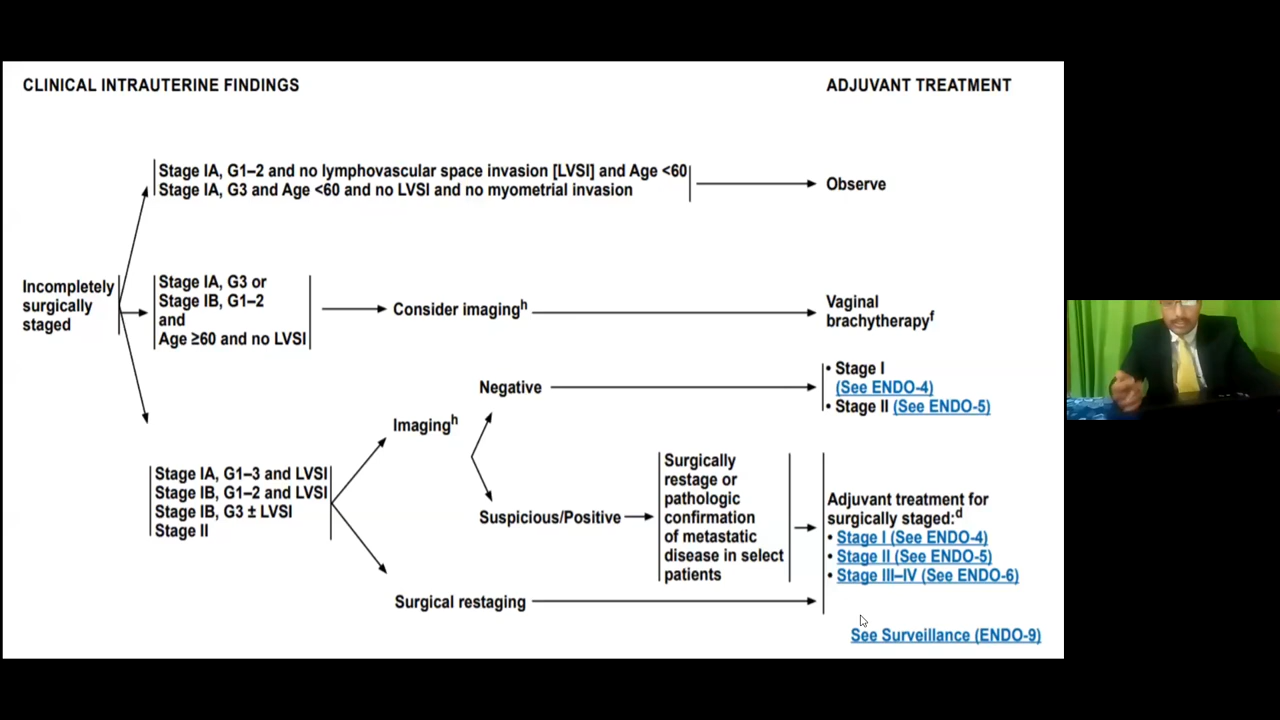 CLINICAL INTRAUTERINE FINDINGS
ADJUVANT TREATMENT
Stage IA, G1–2 and no lymphovascular space invasion [LVSI] and Age <60
Stage IA, G3 and Age <60 and no LVSI and no myometrial invasion
Observe
Incompletely
surgically
staged
Stage IA, G3 or
Stage IB, G1–2
and
Age ≥60 and no LVSI
Consider imagingh
Vaginal
brachytherapyf
Stage IA, G1–3 and LVSI
Stage IB, G1–2 and LVSI
Stage IB, G3 ± LVSI
Stage II
Imagingh
Negative
• Stage I
(See ENDO-4)
• Stage II (See ENDO-5)
Suspicious/Positive
Surgically
restage or
pathologic
confirmation
of metastatic
disease in select
patients
Surgical restaging
Adjuvant treatment for
surgically staged:d
• Stage I (See ENDO-4)
• Stage II (See ENDO-5)
• Stage III–IV (See ENDO-6)
See Surveillance (ENDO-9)